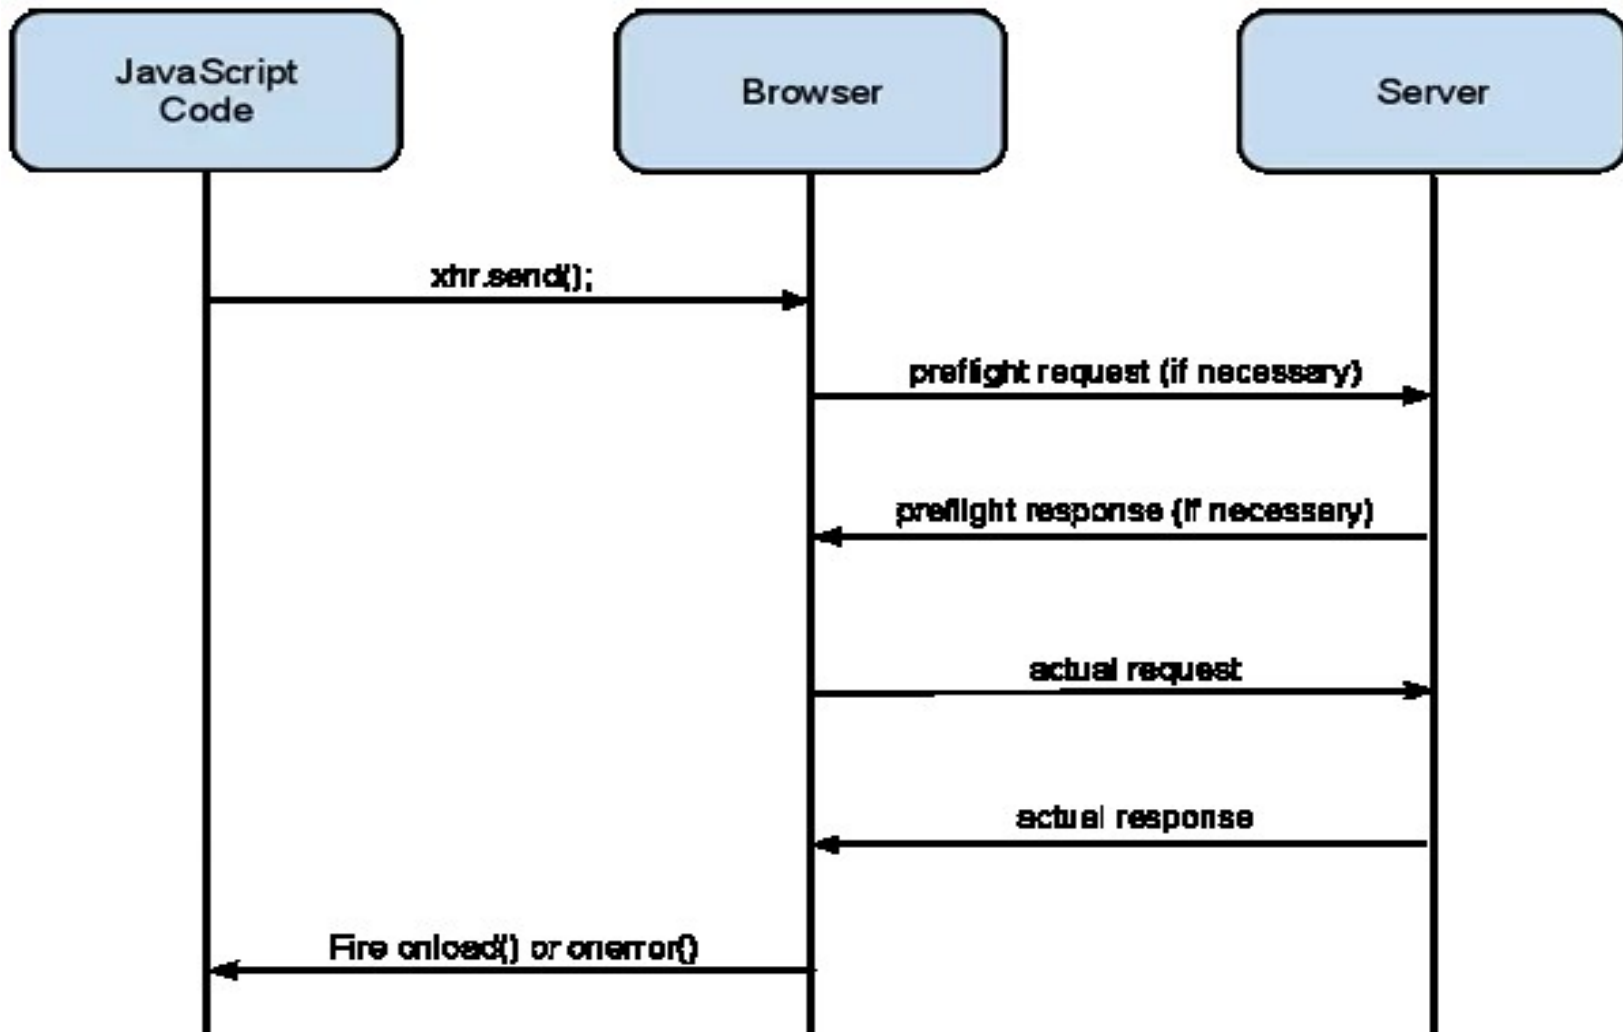 JavaScript
Code
Browser
Server
xhr.send();
preflight request (if necessary)
preflight response (if necessary)
actual request
actual response
Fire onload() or onerror()